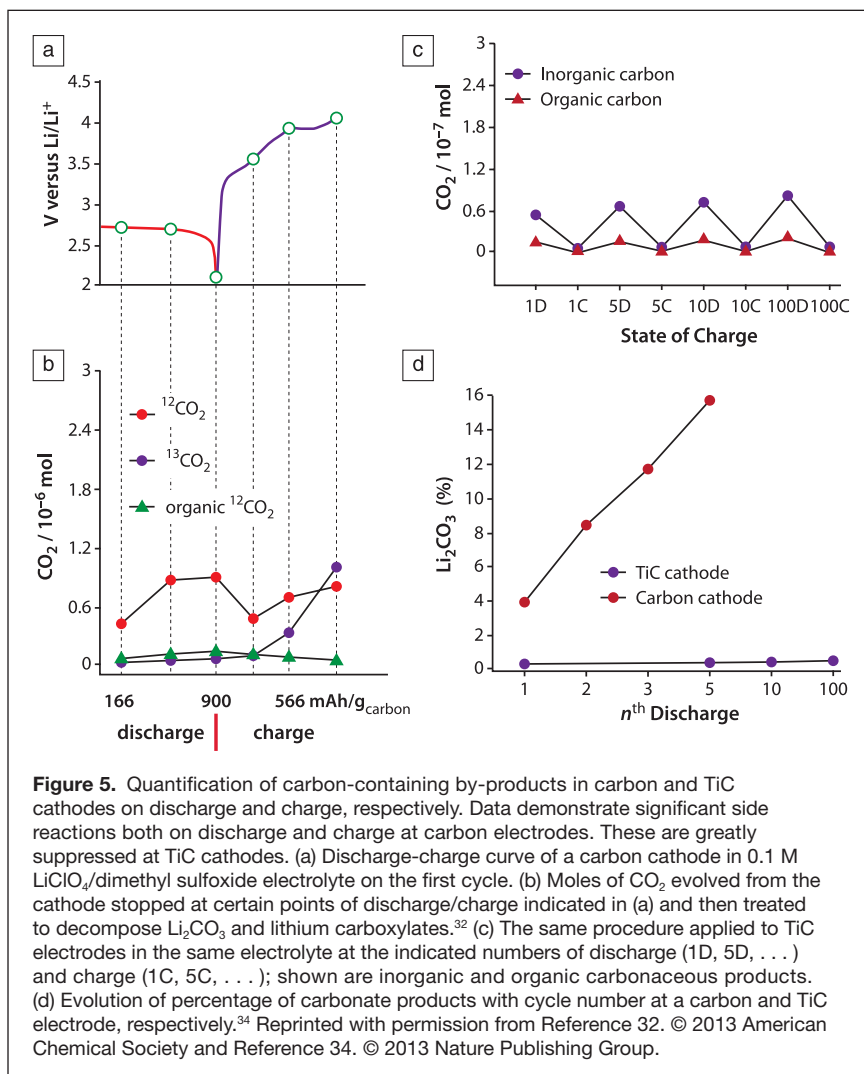 a
V versus Li/Li⁺
4.5
4
3.5
3
2.5
2
b
CO₂ / 10⁻⁶ mol
3
2.4
1.8
1.2
0.6
0
¹²CO₂
¹³CO₂
organic ¹²CO₂
166 900 566 mAh/g_carbon
discharge charge
c
CO₂ / 10⁻⁷ mol
3
2.4
1.8
1.2
0.6
0
Inorganic carbon
Organic carbon
1D 1C 5D 5C 10D 10C 100D 100C
State of Charge
d
Li₂CO₃ (%)
16
14
12
10
8
6
4
2
0
TiC cathode
Carbon cathode
1 2 3 5 10 100
nᵗʰ Discharge
Figure 5. Quantification of carbon-containing by-products in carbon and TiC
cathodes on discharge and charge, respectively. Data demonstrate significant side
reactions both on discharge and charge at carbon electrodes. These are greatly
suppressed at TiC cathodes. (a) Discharge-charge curve of a carbon cathode in 0.1 M
LiClO₄/dimethyl sulfoxide electrolyte on the first cycle. (b) Moles of CO₂ evolved from the
cathode stopped at certain points of discharge/charge indicated in (a) and then treated
to decompose Li₂CO₃ and lithium carboxylates.³² (c) The same procedure applied to TiC
electrodes in the same electrolyte at the indicated numbers of discharge (1D, 5D, . . . )
and charge (1C, 5C, . . . ); shown are inorganic and organic carbonaceous products.
(d) Evolution of percentage of carbonate products with cycle number at a carbon and TiC
electrode, respectively.³⁴ Reprinted with permission from Reference 32. © 2013 American
Chemical Society and Reference 34. © 2013 Nature Publishing Group.